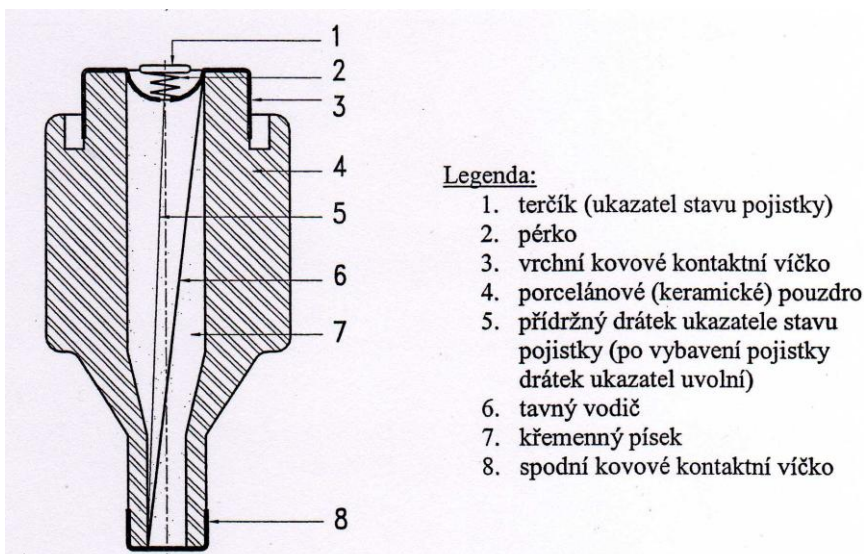 1
2
3
4
5
6
7
8
Legenda:
1. terčík (ukazatel stavu pojistky)
2. pérko
3. vrchní kovové kontaktní víčko
4. porcelánové (keramické) pouzdro
5. přídržný drátek ukazatele stavu
pojistky (po vybavení pojistky
drátek ukazatel uvolní)
6. tavný vodič
7. křemenný písek
8. spodní kovové kontaktní víčko